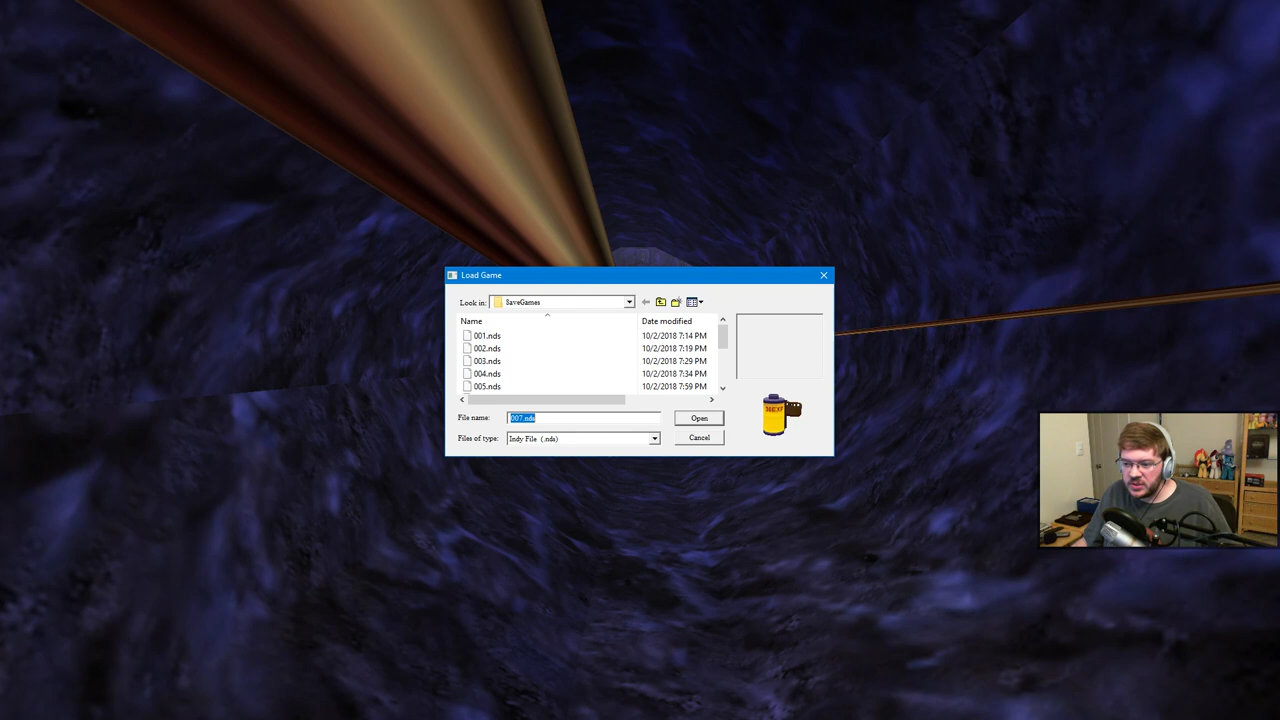 Load Game
Look in: SaveGames
Name Date modified
001.nds 10/2/2018 7:14 PM
002.nds 10/2/2018 7:19 PM
003.nds 10/2/2018 7:29 PM
004.nds 10/2/2018 7:34 PM
005.nds 10/2/2018 7:59 PM
File name: 007.nds Open
Files of type: Indy File (.nds) Cancel